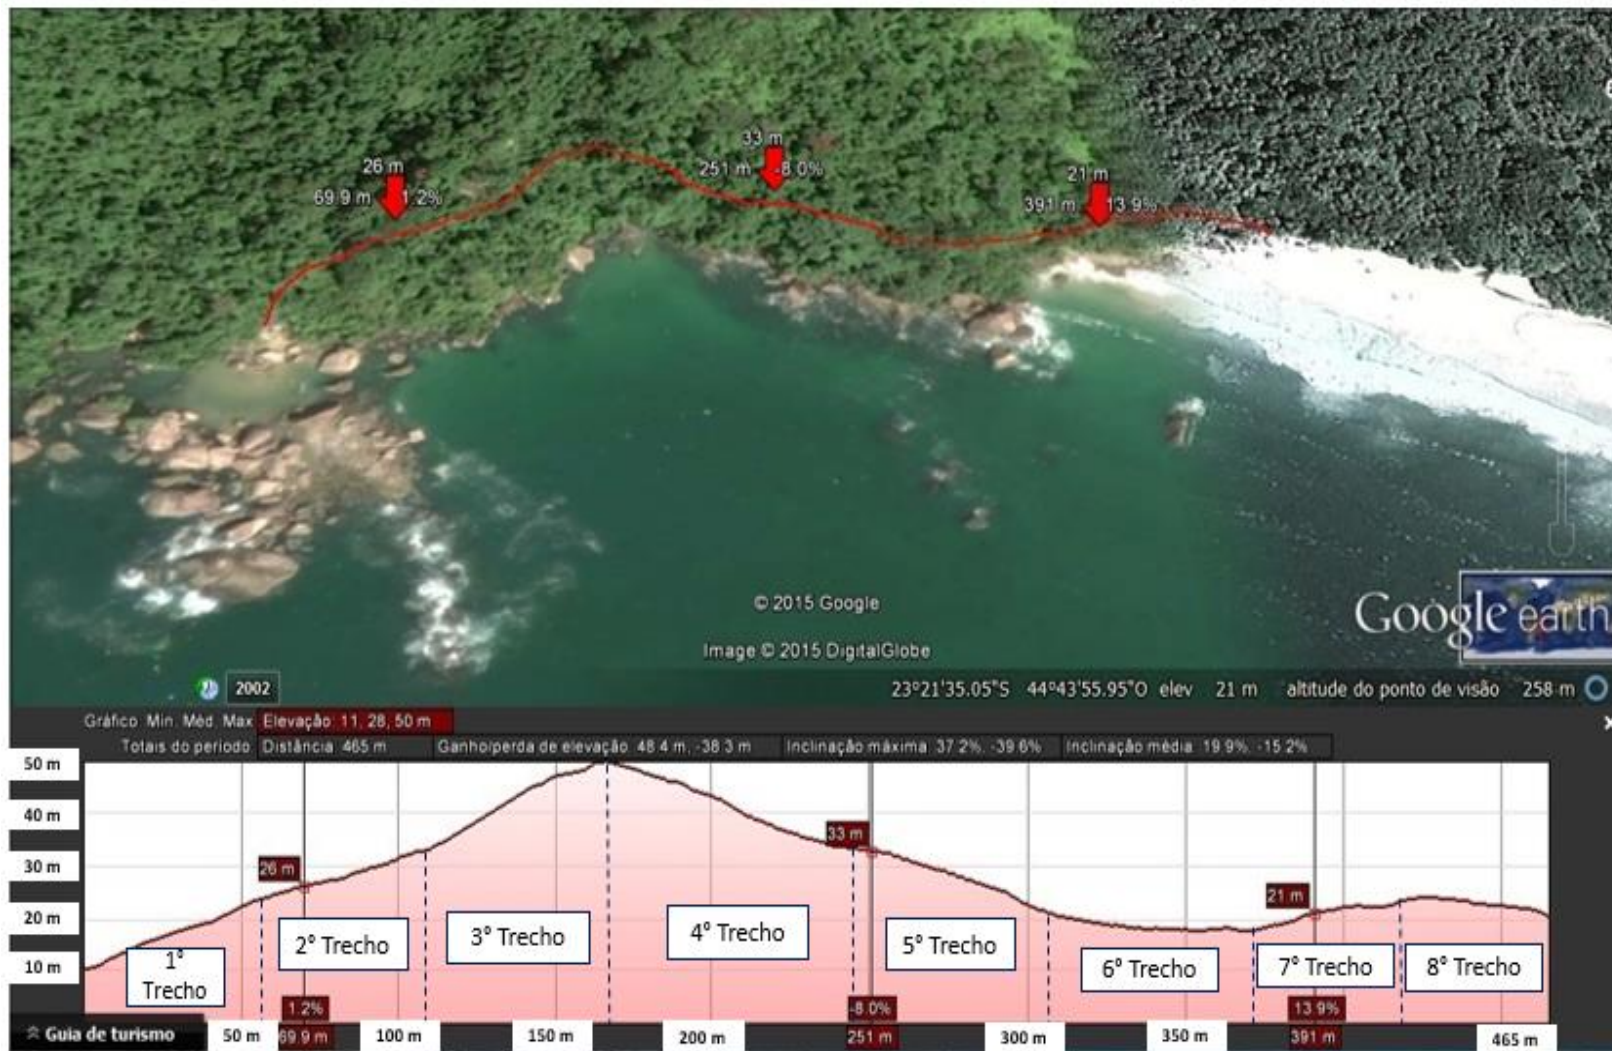 33 m
26 m
251 m -8.0%
21 m
69.9 m 1.2%
391 m 13.9%
© 2015 Google
Google earth
Image © 2015 DigitalGlobe
2002
23°21'35.05"S 44°43'55.95"O elev 21 m altitude do ponto de visão 258 m
Gráfico Min. Méd. Max. Elevação: 11, 28, 50 m
Totais do período Distância: 465 m Ganho/perda de elevação: 48.4 m, -38.3 m Inclinação máxima: 37.2%, -39.6% Inclinação média: 19.9%, -15.2%
50 m
40 m
33 m
30 m
26 m
21 m
20 m
1° Trecho
2° Trecho
3° Trecho
4° Trecho
5° Trecho
6° Trecho
7° Trecho
8° Trecho
10 m
1.2% -8.0% 13.9%
Guia de turismo 50 m 69.9 m 100 m 150 m 200 m 251 m 300 m 350 m 391 m 465 m